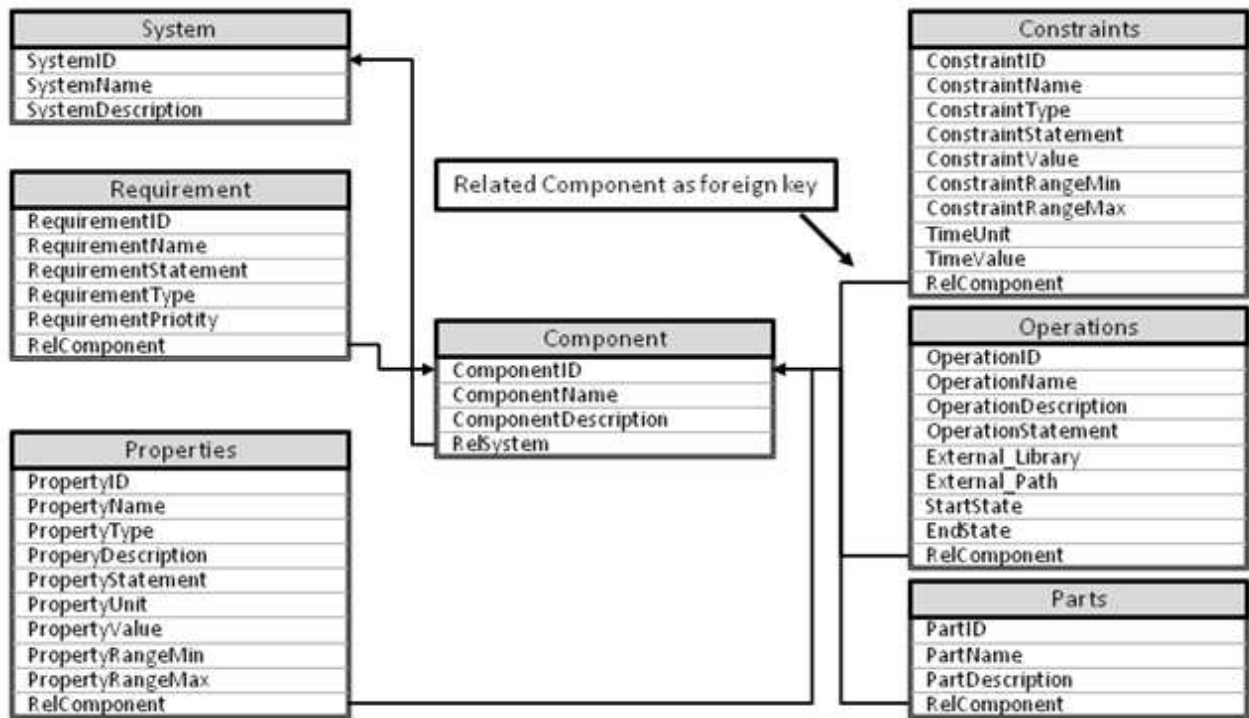 System
SystemID
SystemName
SystemDescription
Requirement
RequirementID
RequirementName
RequirementStatement
RequirementType
RequirementPriotity
RelComponent
Properties
PropertyID
PropertyName
PropertyType
ProperyDescription
PropertyStatement
PropertyUnit
PropertyValue
PropertyRangeMin
PropertyRangeMax
RelComponent
Related Component as foreign key
Component
ComponentID
ComponentName
ComponentDescription
RelSystem
Constraints
ConstraintID
ConstraintName
ConstraintType
ConstraintStatement
ConstraintValue
ConstraintRangeMin
ConstraintRangeMax
TimeUnit
TimeValue
RelComponent
Operations
OperationID
OperationName
OperationDescription
OperationStatement
External_Library
External_Path
StartState
EndState
RelComponent
Parts
PartID
PartName
PartDescription
RelComponent